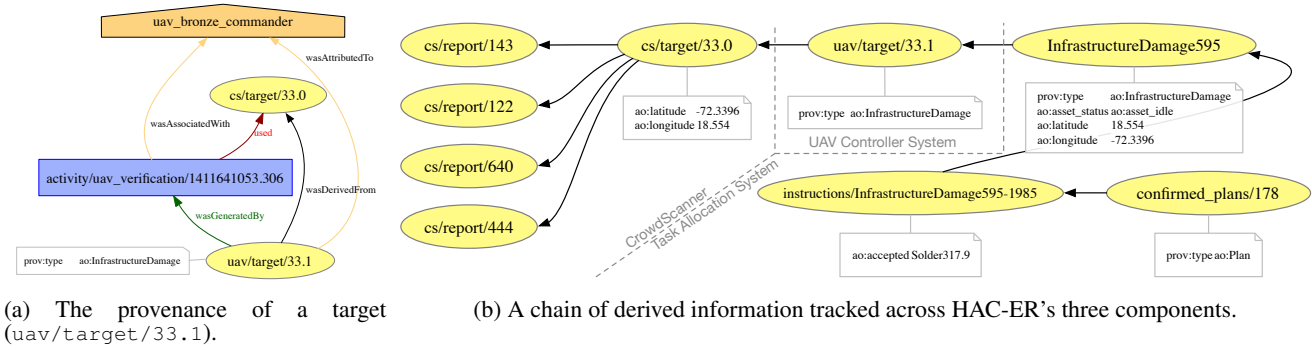 uav_bronze_commander
wasAttributedTo
cs/target/33.0
wasAssociatedWith
used
activity/uav_verification/1411641053.306
wasDerivedFrom
wasGeneratedBy
prov:type ao:InfrastructureDamage
uav/target/33.1
(a) The provenance of a target
(uav/target/33.1).
cs/report/143
cs/target/33.0
uav/target/33.1
InfrastructureDamage595
cs/report/122
ao:latitude -72.3396
ao:longitude 18.554
prov:type ao:InfrastructureDamage
prov:type ao:InfrastructureDamage
ao:asset_status ao:asset_idle
ao:latitude 18.554
ao:longitude -72.3396
UAV Controller System
cs/report/640
CrowdScanner
Task Allocation System
instructions/InfrastructureDamage595-1985
confirmed_plans/178
cs/report/444
ao:accepted Solder317.9
prov:type ao:Plan
(b) A chain of derived information tracked across HAC-ER's three components.